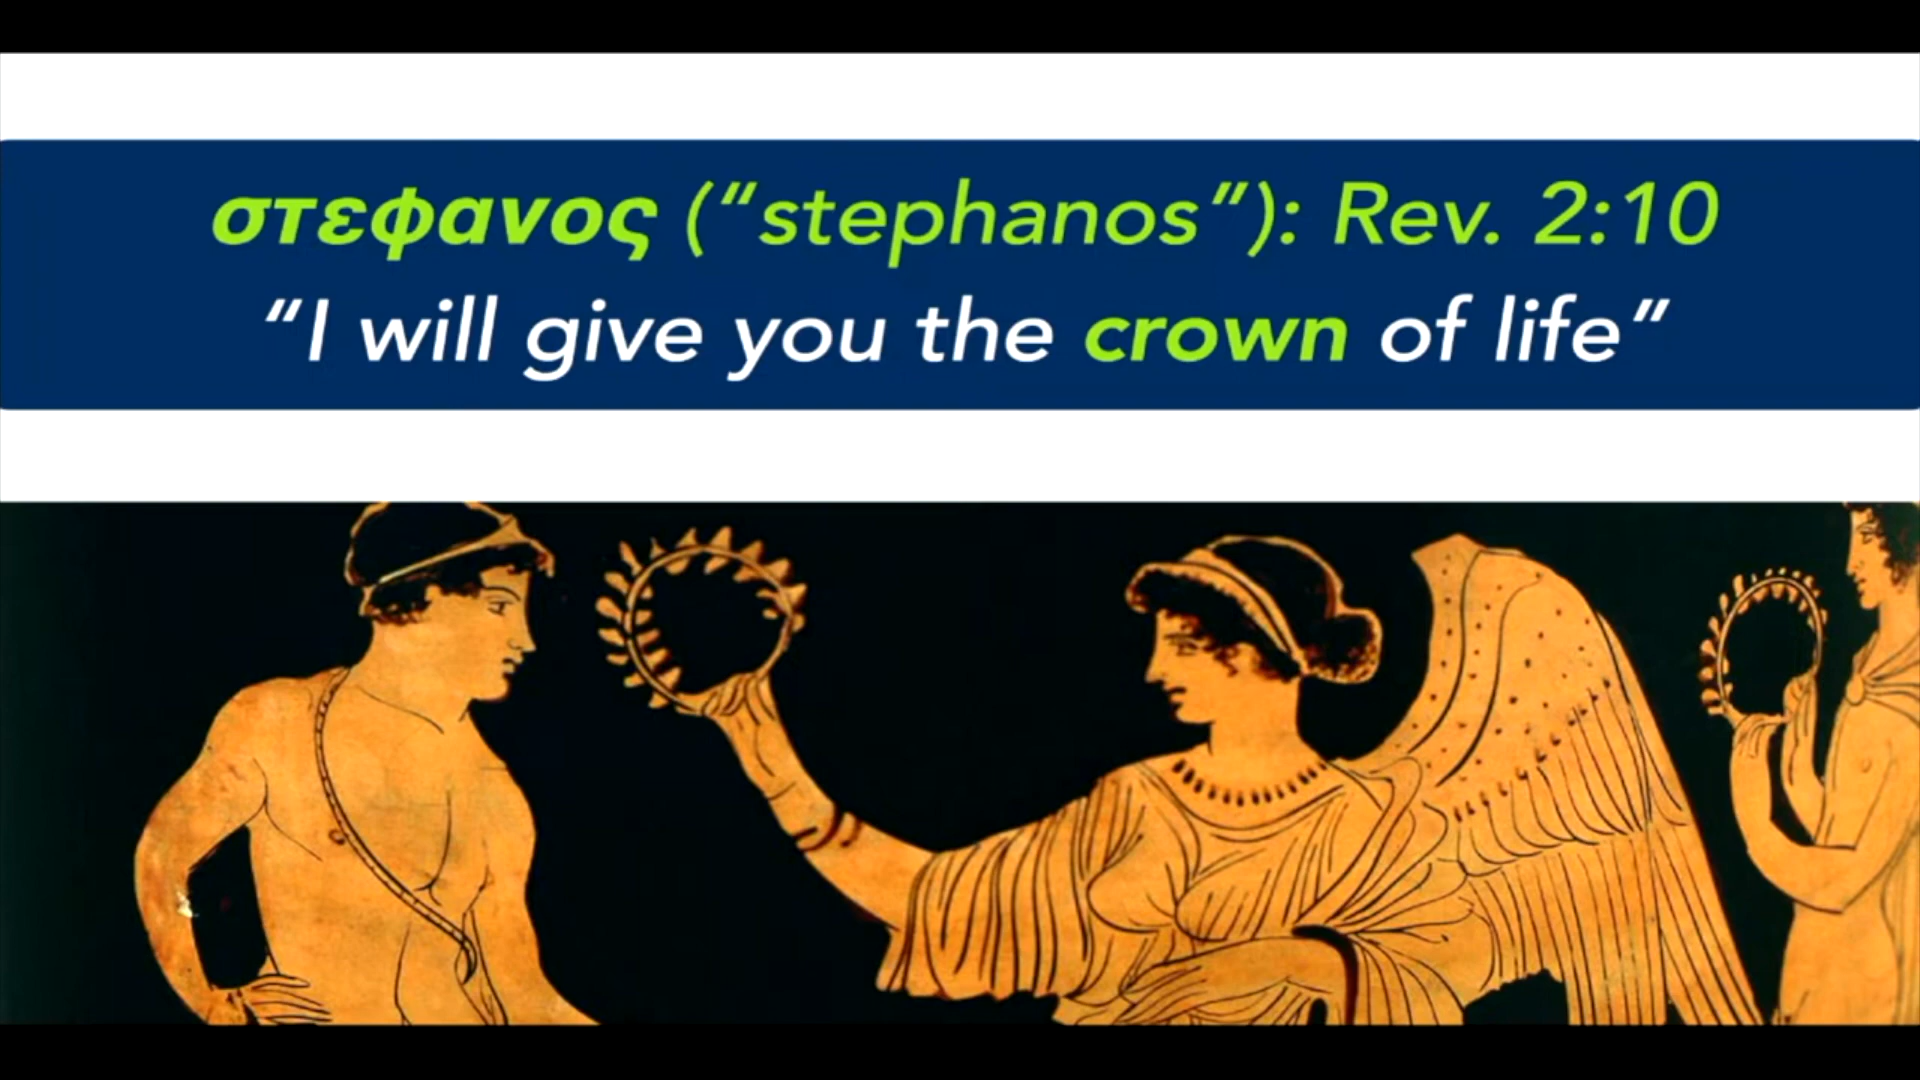 στεφανος (“stephanos”): Rev. 2:10
“I will give you the crown of life”